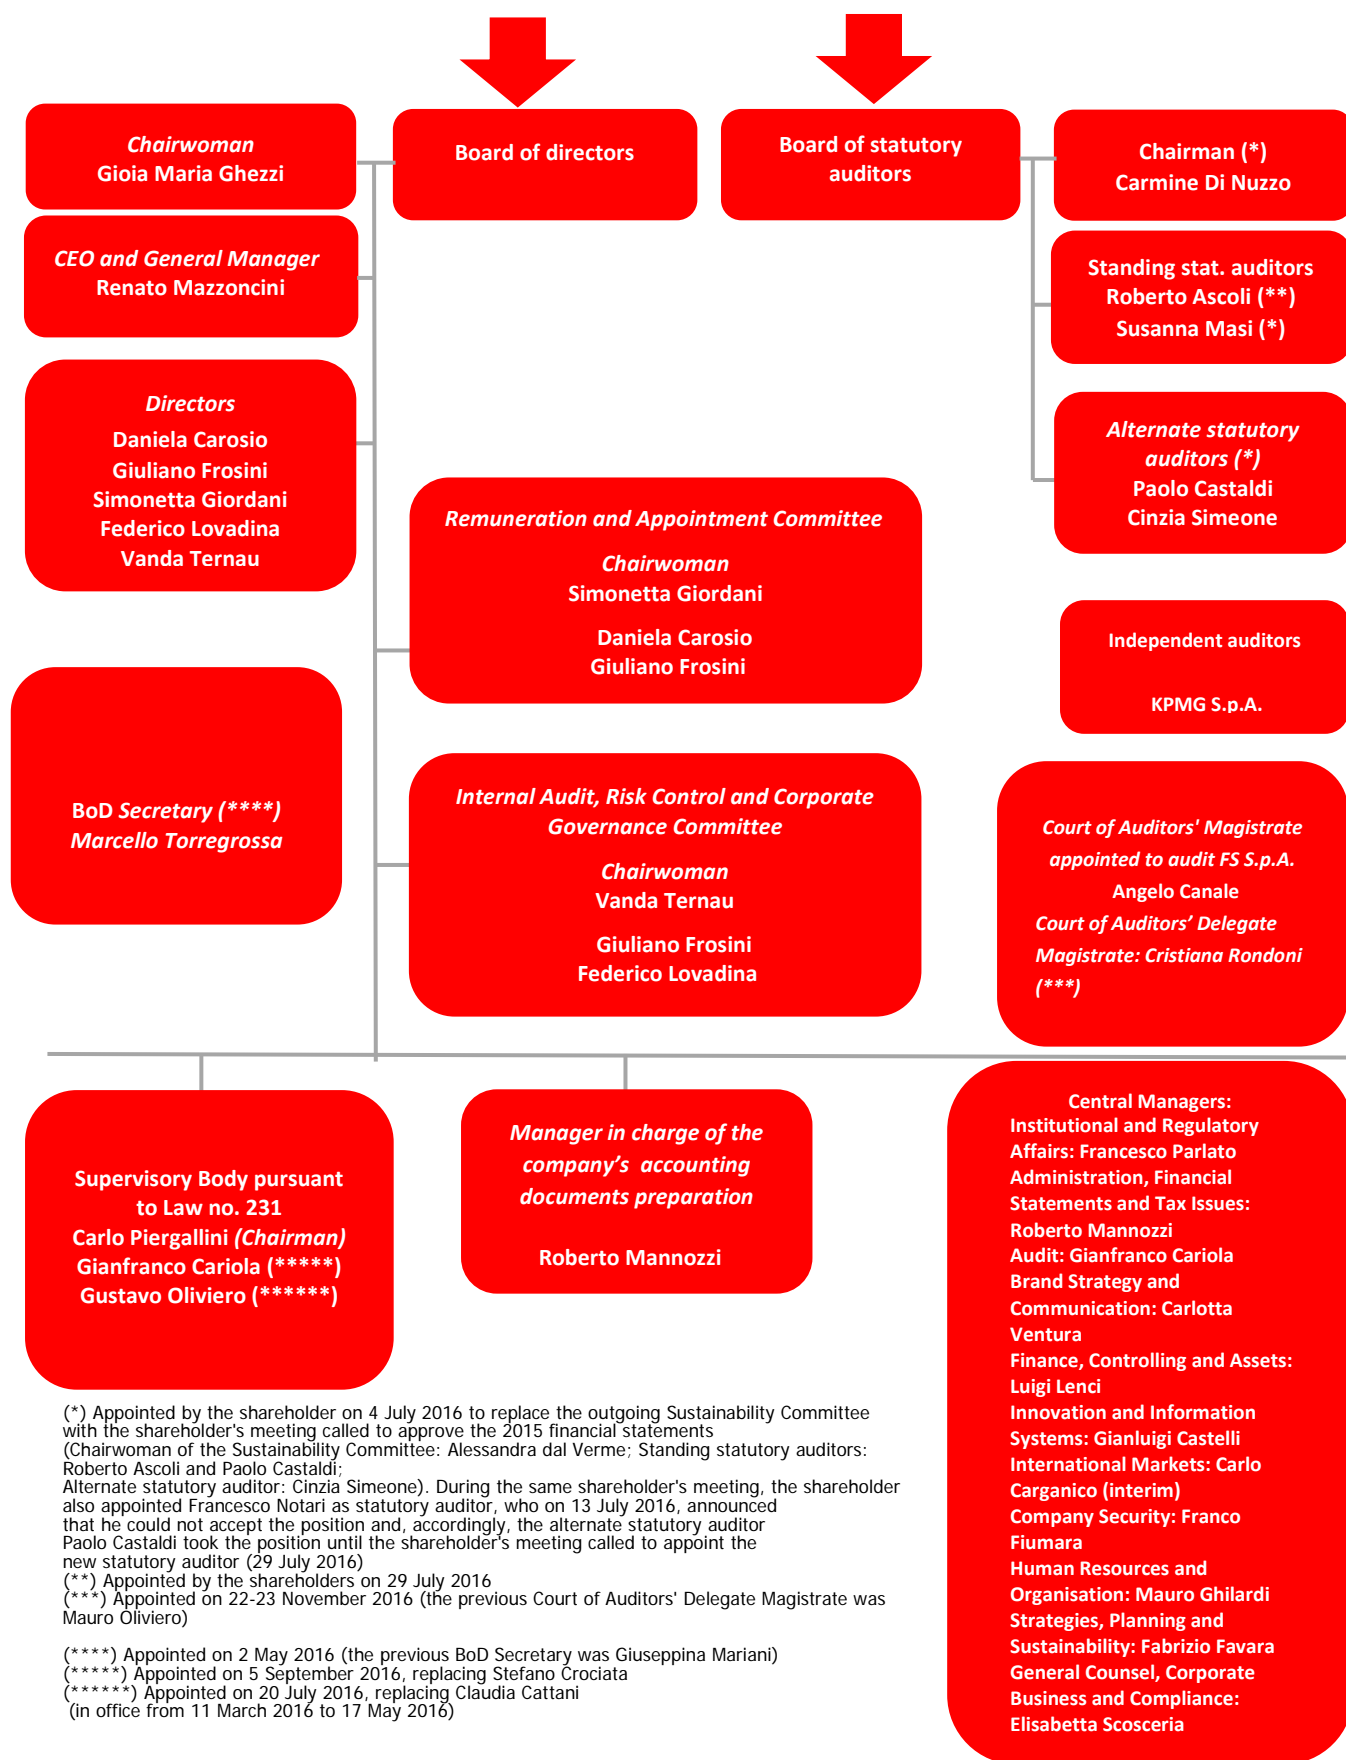 Chairwoman
Gioia Maria Ghezzi
Board of directors
Board of statutory
auditors
Chairman (*)
Carmine Di Nuzzo
CEO and General Manager
Renato Mazzoncini
Standing stat. auditors
Roberto Ascoli (**)
Susanna Masi (*)
Directors
Daniela Carosio
Giuliano Frosini
Simonetta Giordani
Federico Lovadina
Vanda Ternau
Alternate statutory
auditors (*)
Paolo Castaldi
Cinzia Simeone
Remuneration and Appointment Committee
Chairwoman
Simonetta Giordani
Daniela Carosio
Giuliano Frosini
Independent auditors
KPMG S.p.A.
BoD Secretary (****)
Marcello Torregrossa
Internal Audit, Risk Control and Corporate
Governance Committee
Chairwoman
Vanda Ternau
Giuliano Frosini
Federico Lovadina
Court of Auditors' Magistrate
appointed to audit FS S.p.A.
Angelo Canale
Court of Auditors’ Delegate
Magistrate: Cristiana Rondoni
(***)
Supervisory Body pursuant
to Law no. 231
Carlo Piergallini (Chairman)
Gianfranco Cariola (*****)
Gustavo Oliviero (******)
Manager in charge of the
company’s accounting
documents preparation
Roberto Mannozzi
Central Managers:
Institutional and Regulatory
Affairs: Francesco Parlato
Administration, Financial
Statements and Tax Issues:
Roberto Mannozzi
Audit: Gianfranco Cariola
Brand Strategy and
Communication: Carlotta
Ventura
Finance, Controlling and Assets:
Luigi Lenci
Innovation and Information
Systems: Gianluigi Castelli
International Markets: Carlo
Carganico (interim)
Company Security: Franco
Fiumara
Human Resources and
Organisation: Mauro Ghilardi
Strategies, Planning and
Sustainability: Fabrizio Favara
General Counsel, Corporate
Business and Compliance:
Elisabetta Scosceria
(*) Appointed by the shareholder on 4 July 2016 to replace the outgoing Sustainability Committee
with the shareholder's meeting called to approve the 2015 financial statements
(Chairwoman of the Sustainability Committee: Alessandra dal Verme; Standing statutory auditors:
Roberto Ascoli and Paolo Castaldi;
Alternate statutory auditor: Cinzia Simeone). During the same shareholder's meeting, the shareholder
also appointed Francesco Notari as statutory auditor, who on 13 July 2016, announced
that he could not accept the position and, accordingly, the alternate statutory auditor
Paolo Castaldi took the position until the shareholder's meeting called to appoint the
new statutory auditor (29 July 2016)
(**) Appointed by the shareholders on 29 July 2016
(***) Appointed on 22-23 November 2016 (the previous Court of Auditors' Delegate Magistrate was
Mauro Oliviero)
(****) Appointed on 2 May 2016 (the previous BoD Secretary was Giuseppina Mariani)
(*****) Appointed on 5 September 2016, replacing Stefano Crociata
(******) Appointed on 20 July 2016, replacing Claudia Cattani
(in office from 11 March 2016 to 17 May 2016)